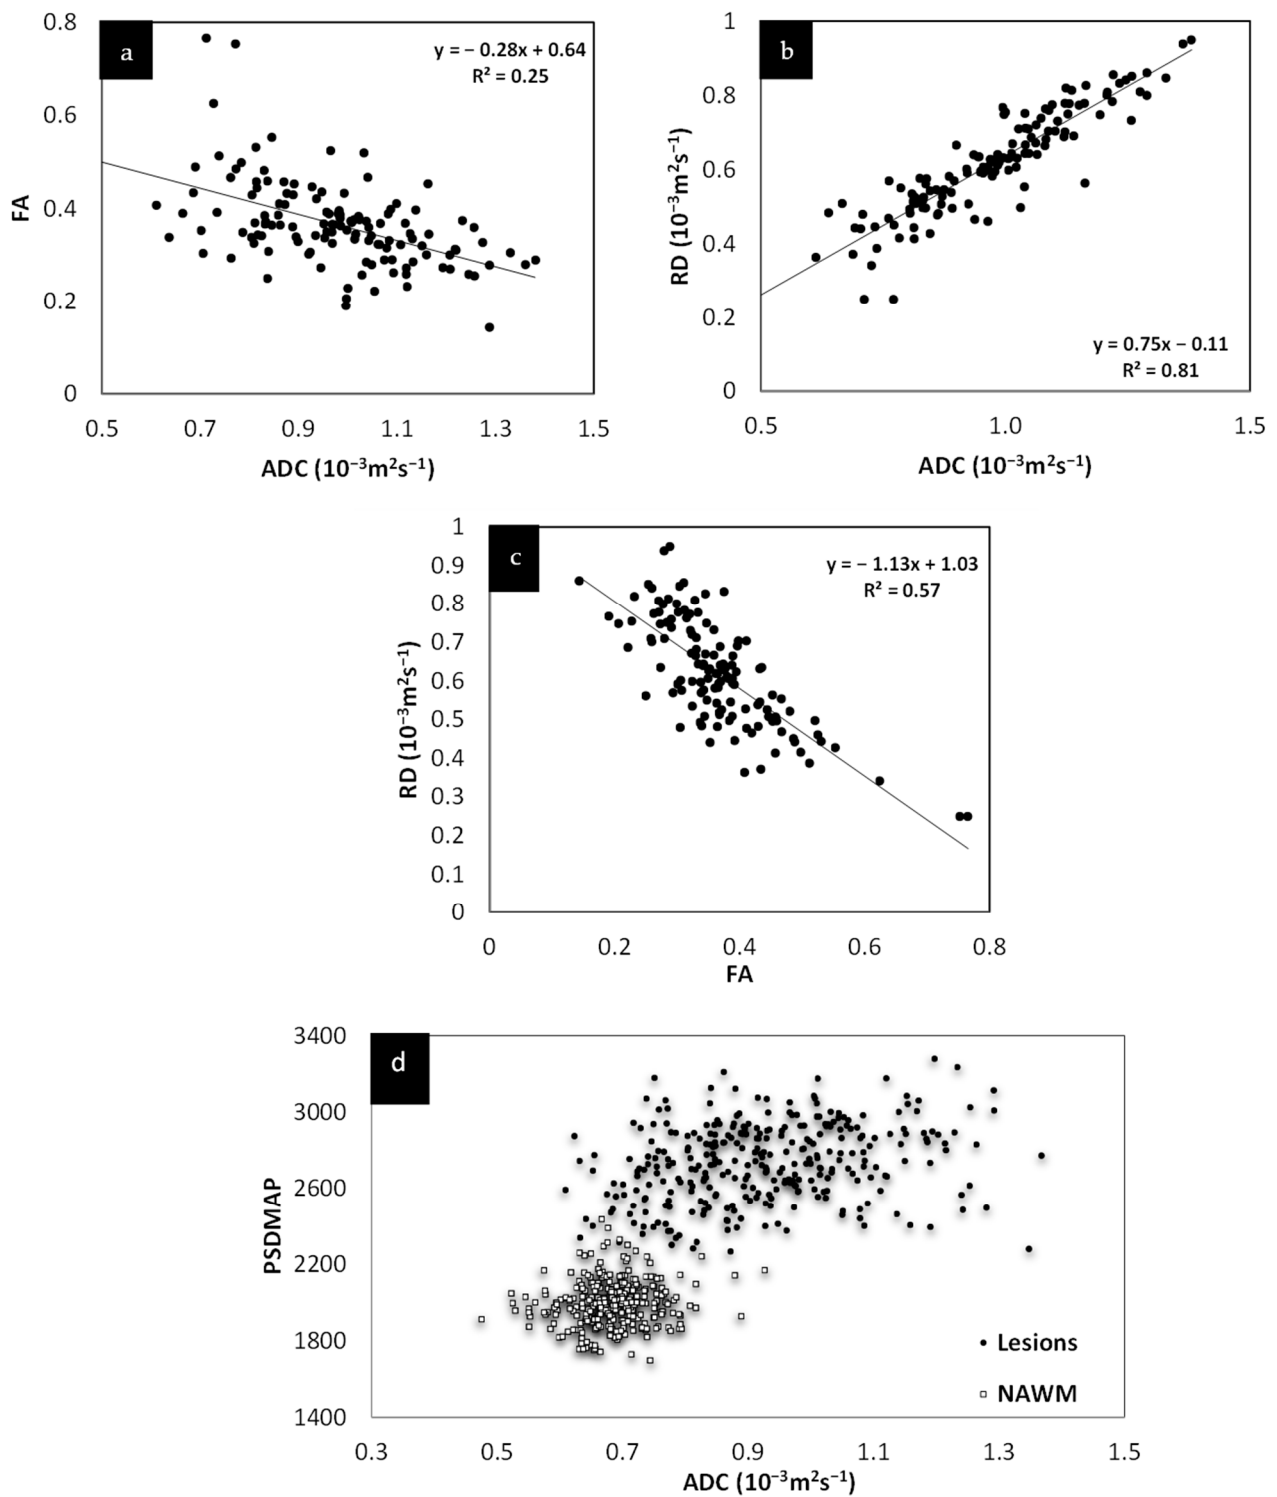 a
y = − 0.28x + 0.64
R² = 0.25
0.8
0.6
0.4
0.2
0
FA
0.5 0.7 0.9 1.1 1.3 1.5
ADC (10⁻³m²s⁻¹)
b
1
0.8
0.6
0.4
0.2
0
RD (10⁻³m²s⁻¹)
y = 0.75x − 0.11
R² = 0.81
0.5 1.0 1.5
ADC (10⁻³m²s⁻¹)
c
y = − 1.13x + 1.03
R² = 0.57
1
0.9
0.8
0.7
0.6
0.5
0.4
0.3
0.2
0.1
0
RD (10⁻³m²s⁻¹)
0 0.2 0.4 0.6 0.8
FA
d
3400
3000
2600
2200
1800
1400
PSDMAP
Lesions
NAWM
0.3 0.5 0.7 0.9 1.1 1.3 1.5
ADC (10⁻³m²s⁻¹)